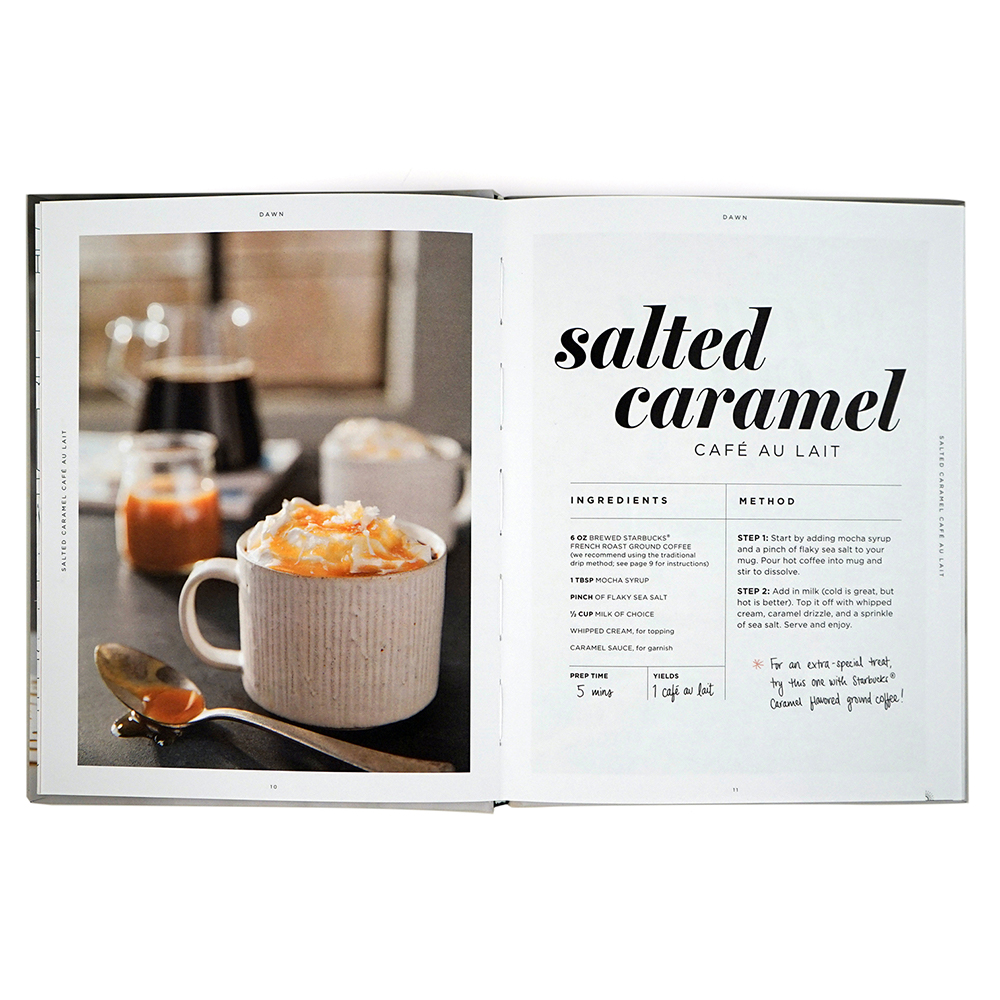 DAWN
SALTED CARAMEL CAFÉ AU LAIT
10
DAWN
salted
caramel
CAFÉ AU LAIT
INGREDIENTS
6 OZ BREWED STARBUCKS®
FRENCH ROAST GROUND COFFEE
(we recommend using the traditional
drip method; see page 9 for instructions)
1 TBSP MOCHA SYRUP
PINCH OF FLAKY SEA SALT
½ CUP MILK OF CHOICE
WHIPPED CREAM, for topping
CARAMEL SAUCE, for garnish
PREP TIME
5 mins
YIELDS
1 café au lait
METHOD
STEP 1: Start by adding mocha syrup
and a pinch of flaky sea salt to your
mug. Pour hot coffee into mug and
stir to dissolve.
STEP 2: Add in milk (cold is great, but
hot is better). Top it off with whipped
cream, caramel drizzle, and a sprinkle
of sea salt. Serve and enjoy.
* For an extra-special treat,
try this one with Starbucks®
Caramel flavored ground coffee!
SALTED CARAMEL CAFÉ AU LAIT
11